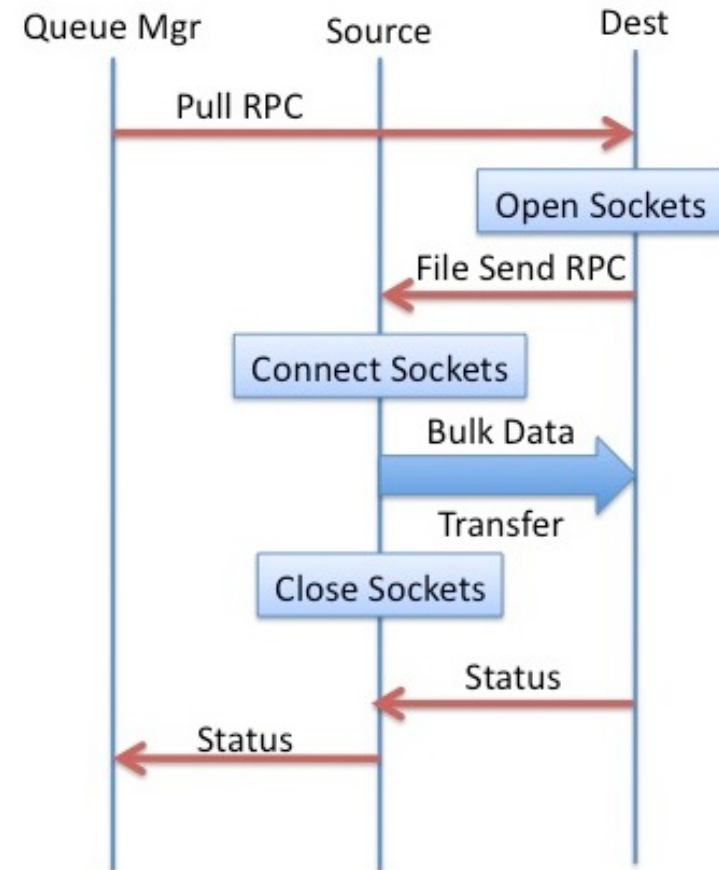 Queue Mgr
Source
Dest
Pull RPC
Open Sockets
File Send RPC
Connect Sockets
Bulk Data
Transfer
Close Sockets
Status
Status